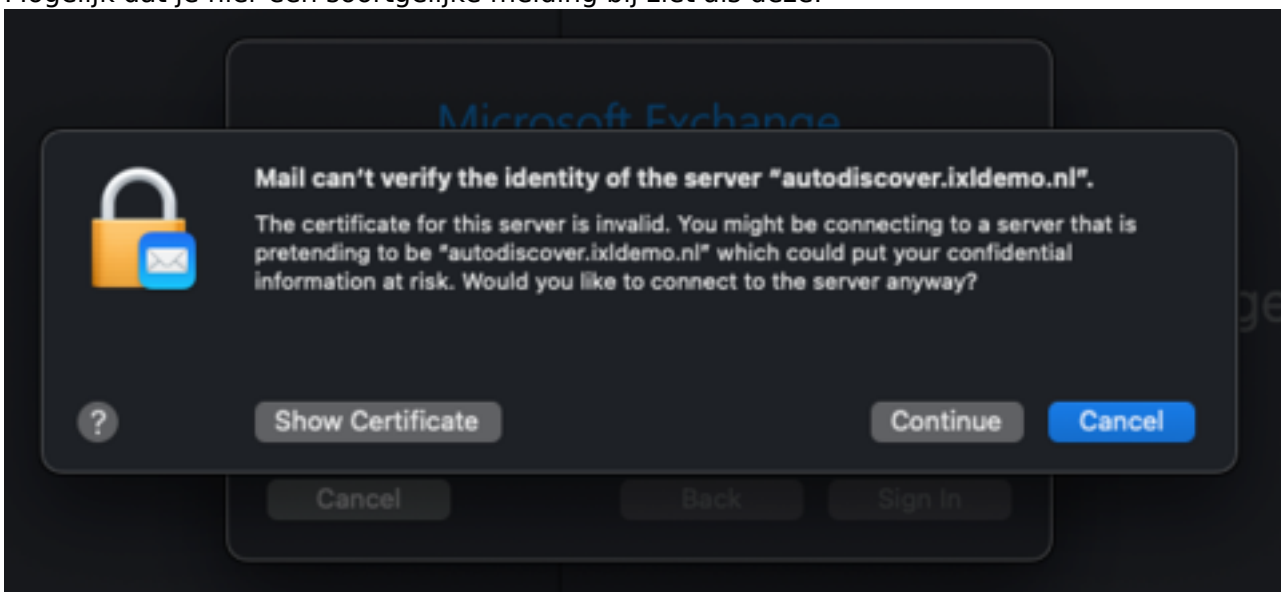 Mogelijk dat je hier een soortgelijke melding bij ziet als deze:
Microsoft Exchange
Mail can't verify the identity of the server "autodiscover.ixldemo.nl".
The certificate for this server is invalid. You might be connecting to a server that is
pretending to be "autodiscover.ixldemo.nl" which could put your confidential
information at risk. Would you like to connect to the server anyway?
ge
?
Show Certificate
Continue
Cancel
Cancel
Back
Sign In